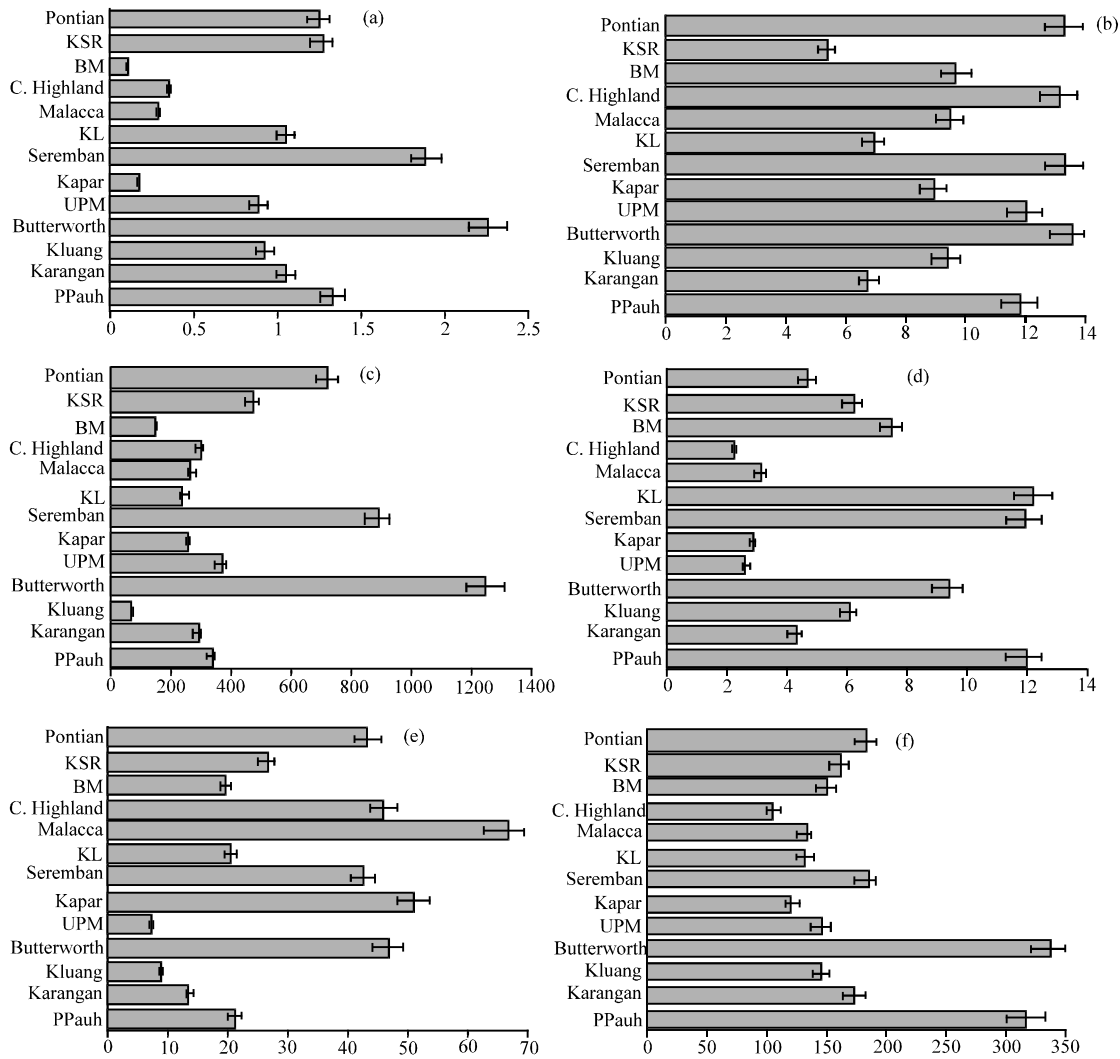 (a)
Pontian
KSR
BM
C. Highland
Malacca
KL
Seremban
Kapar
UPM
Butterworth
Kluang
Karangan
PPauh
0 0.5 1 1.5 2 2.5
(b)
Pontian
KSR
BM
C. Highland
Malacca
KL
Seremban
Kapar
UPM
Butterworth
Kluang
Karangan
PPauh
0 2 4 6 8 10 12 14
(c)
Pontian
KSR
BM
C. Highland
Malacca
KL
Seremban
Kapar
UPM
Butterworth
Kluang
Karangan
PPauh
0 200 400 600 800 1000 1200 1400
(d)
Pontian
KSR
BM
C. Highland
Malacca
KL
Seremban
Kapar
UPM
Butterworth
Kluang
Karangan
PPauh
0 2 4 6 8 10 12 14
(e)
Pontian
KSR
BM
C. Highland
Malacca
KL
Seremban
Kapar
UPM
Butterworth
Kluang
Karangan
PPauh
0 10 20 30 40 50 60 70
(f)
Pontian
KSR
BM
C. Highland
Malacca
KL
Seremban
Kapar
UPM
Butterworth
Kluang
Karangan
PPauh
0 50 100 150 200 250 300 350